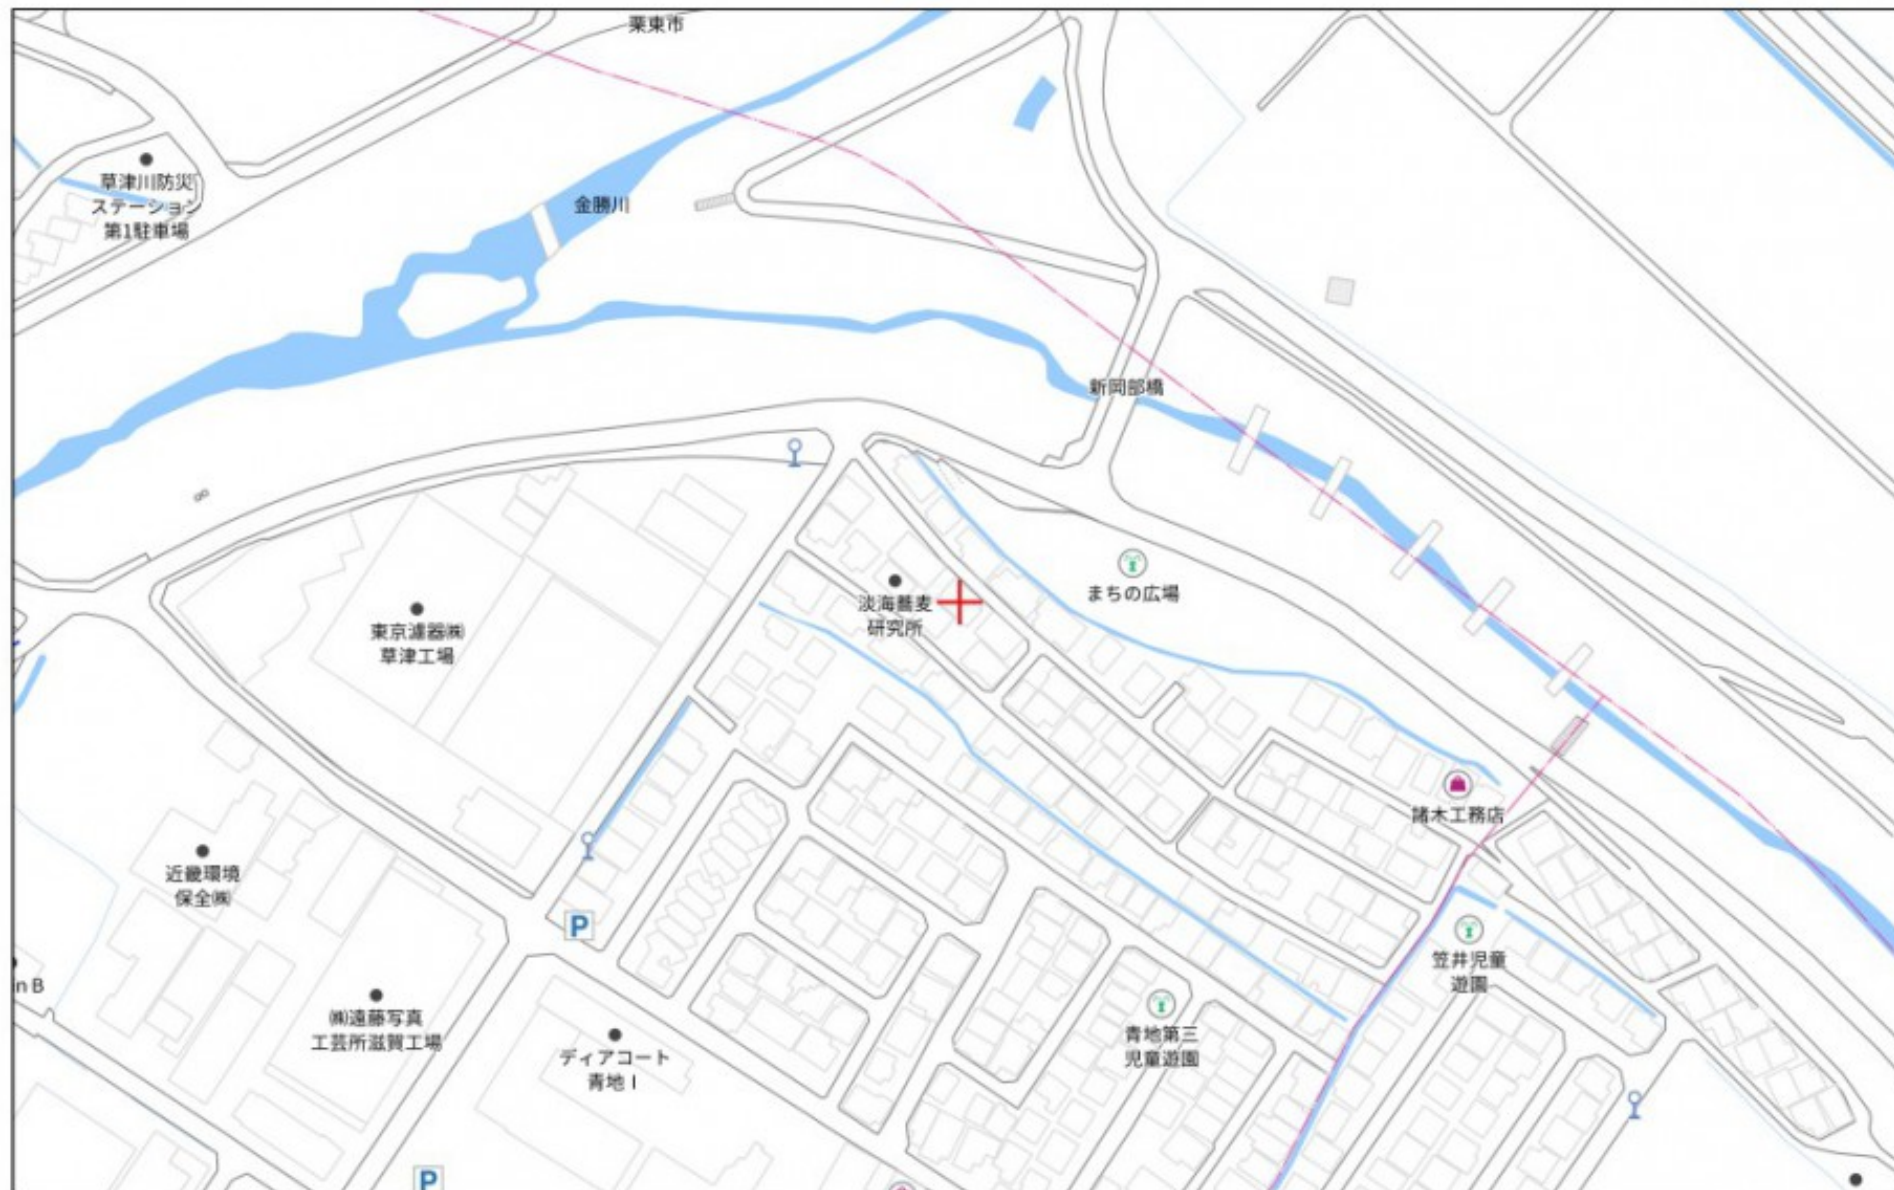 栗東市
草津川防災
ステーション
第1駐車場
金勝川
新岡部橋
まちの広場
淡海蕎麦
研究所
東京濾器㈱
草津工場
諸木工務店
近畿環境
保全㈱
P
笠井児童
遊園
n B
㈱遠藤写真
工芸所滋賀工場
ディアコート
青地Ⅰ
青地第三
児童遊園
P